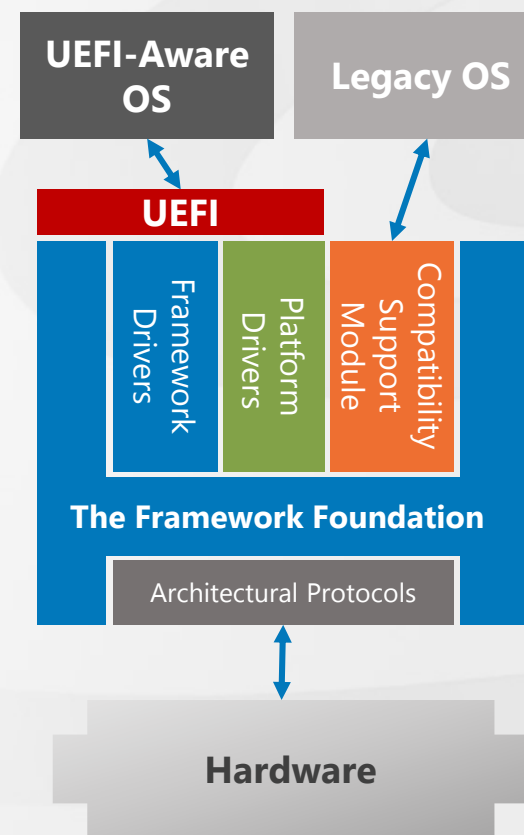 UEFI-Aware
OS
Legacy OS
UEFI
Framework
Drivers
Platform
Drivers
Compatibility
Support
Module
The Framework Foundation
Architectural Protocols
Hardware